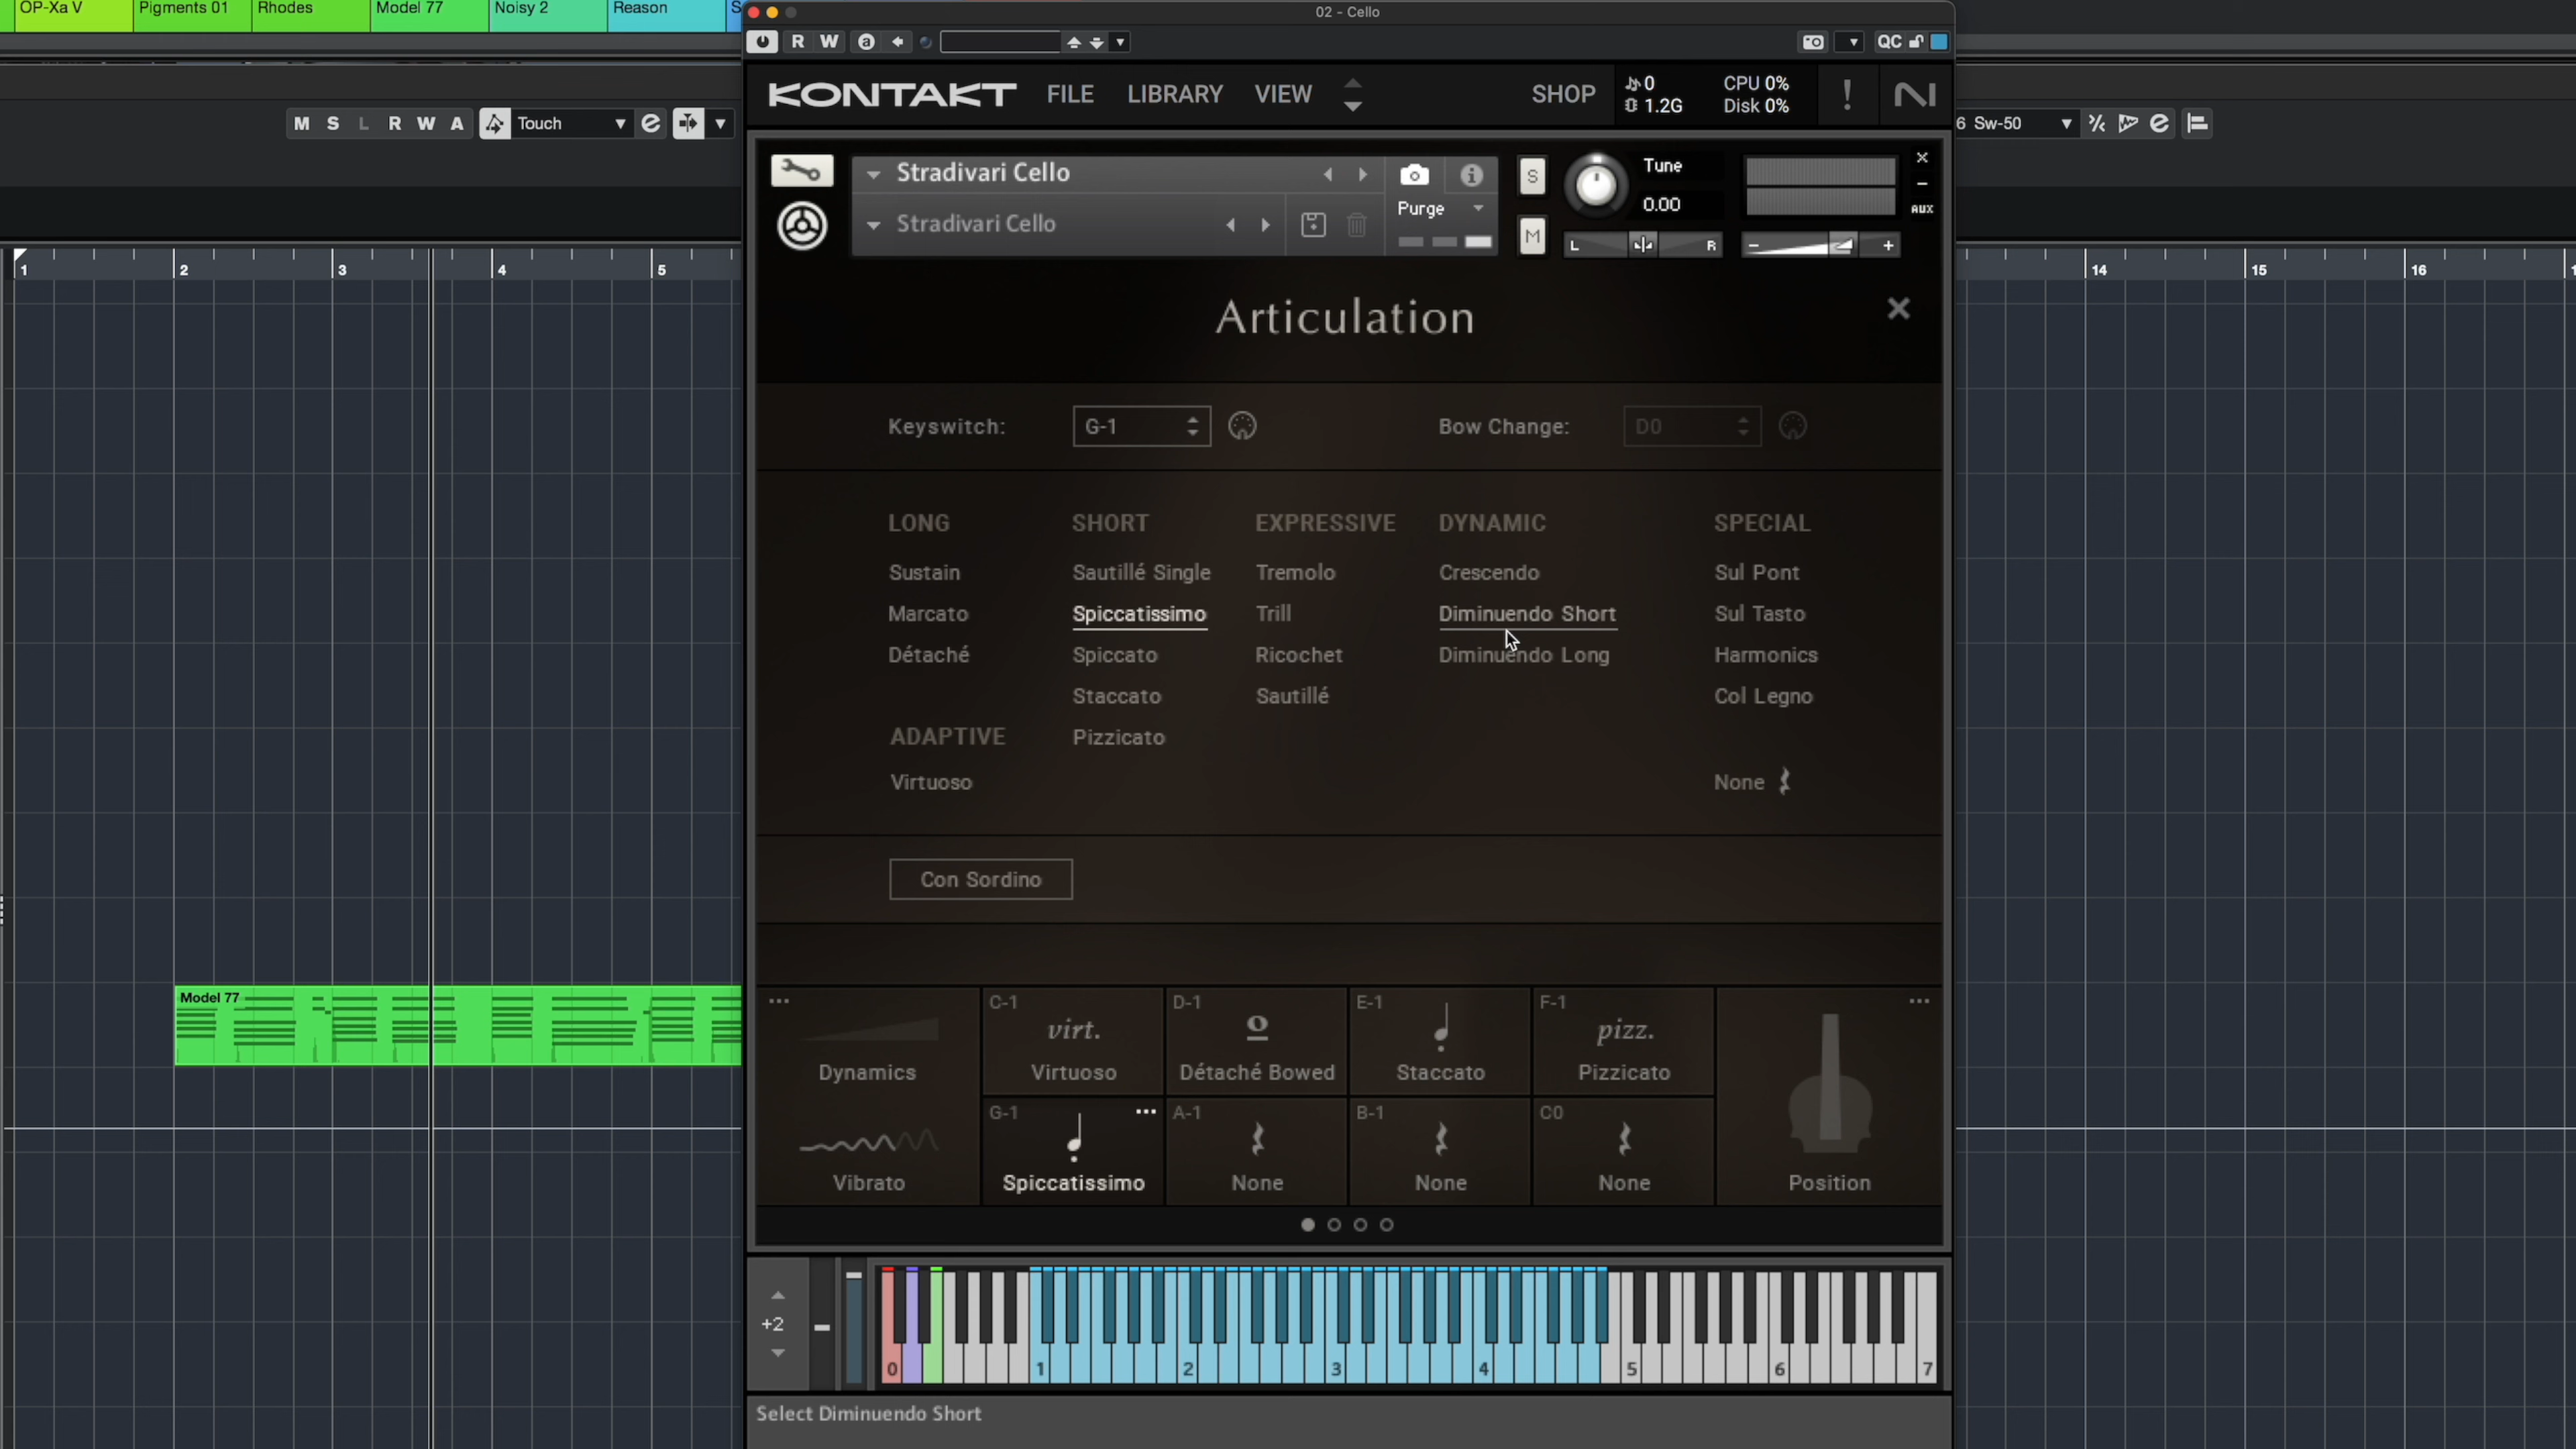 OP-Xa V Pigments 01 Rhodes Model 77 Noisy 2 Reason S
02 - Cello
R W a QC
M S L R W A Touch e
6 Sw-50 e
KONTAKT FILE LIBRARY VIEW SHOP
0 CPU 0%
1.2G Disk 0%
!
Stradivari Cello
i
S
Tune
Purge
0.00
AUX
Stradivari Cello
M
L R - +
1 2 3 4 5 14 15 16
Articulation
Keyswitch: G-1 Bow Change: D0
LONG SHORT EXPRESSIVE DYNAMIC SPECIAL
Sustain Sautillé Single Tremolo Crescendo Sul Pont
Marcato Spiccatissimo Trill Diminuendo Short Sul Tasto
Détaché Spiccato Ricochet Diminuendo Long Harmonics
Staccato Sautillé Col Legno
ADAPTIVE Pizzicato
Virtuoso None
Con Sordino
Model 77
C-1 D-1 E-1 F-1
virt. pizz.
Dynamics Virtuoso Détaché Bowed Staccato Pizzicato
G-1 A-1 B-1 C0
Vibrato Spiccatissimo None None None Position
+2
0 1 2 3 4 5 6 7
Select Diminuendo Short